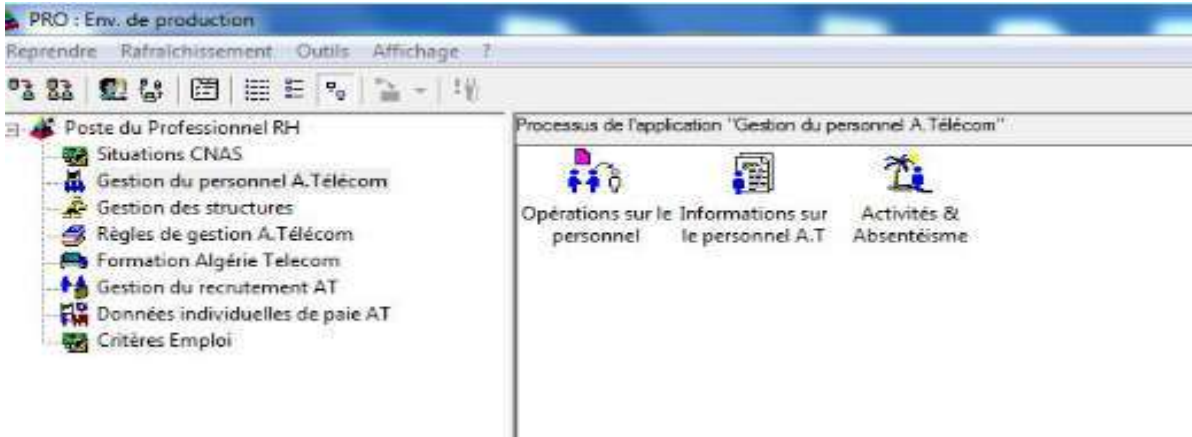 PRO : Env. de production
Reprendre Rafraîchissement Outils Affichage ?
Poste du Professionnel RH
Situations CNAS
Gestion du personnel A.Télécom
Gestion des structures
Règles de gestion A.Télécom
Formation Algérie Telecom
Gestion du recrutement AT
Données individuelles de paie AT
Critères Emploi
Processus de l'application "Gestion du personnel A.Télécom"
Opérations sur le personnel
Informations sur le personnel A.T
Activités & Absentéisme